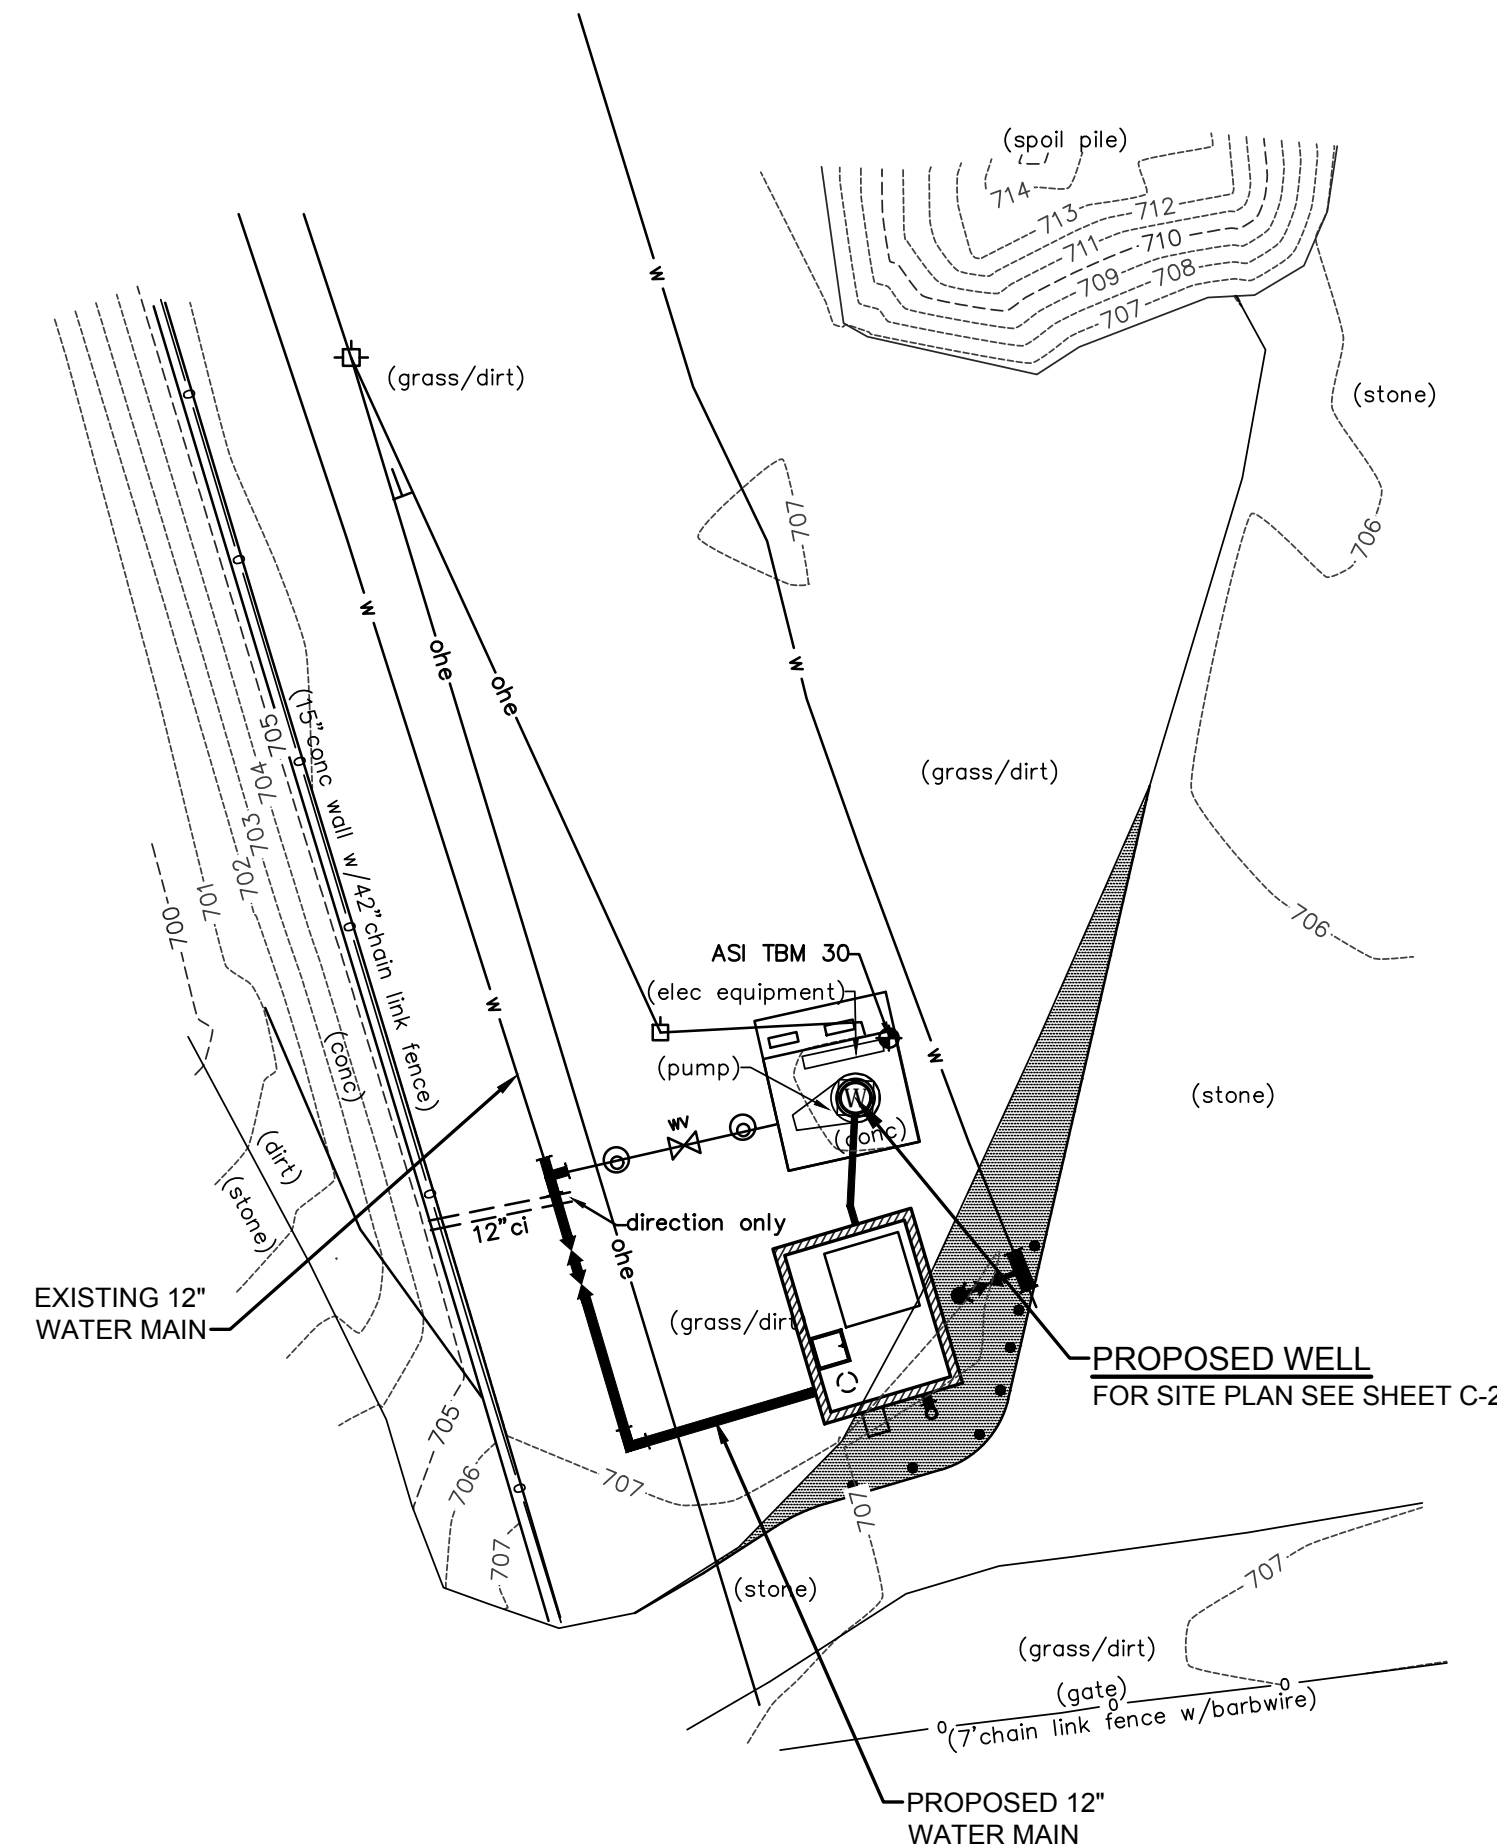 (spoil pile)
714
713
712
711
710
709
708
707
w
(grass/dirt)
(stone)
707
706
w
ohe
ohe
w
(15" conc wall w/42" chain link fence)
705
704
703
702
701
700
(grass/dirt)
706
ASI TBM 30
(elec equipment)
w
w
(pump)
W
(conc)
(conc)
(stone)
wv
(dirt)
(stone)
12" ci
direction only
ohe
EXISTING 12"
WATER MAIN
(grass/dirt)
PROPOSED WELL
FOR SITE PLAN SEE SHEET C-2
705
706
707
707
707
(stone)
707
(grass/dirt)
(gate)
(7' chain link fence w/barbwire)
PROPOSED 12"
WATER MAIN